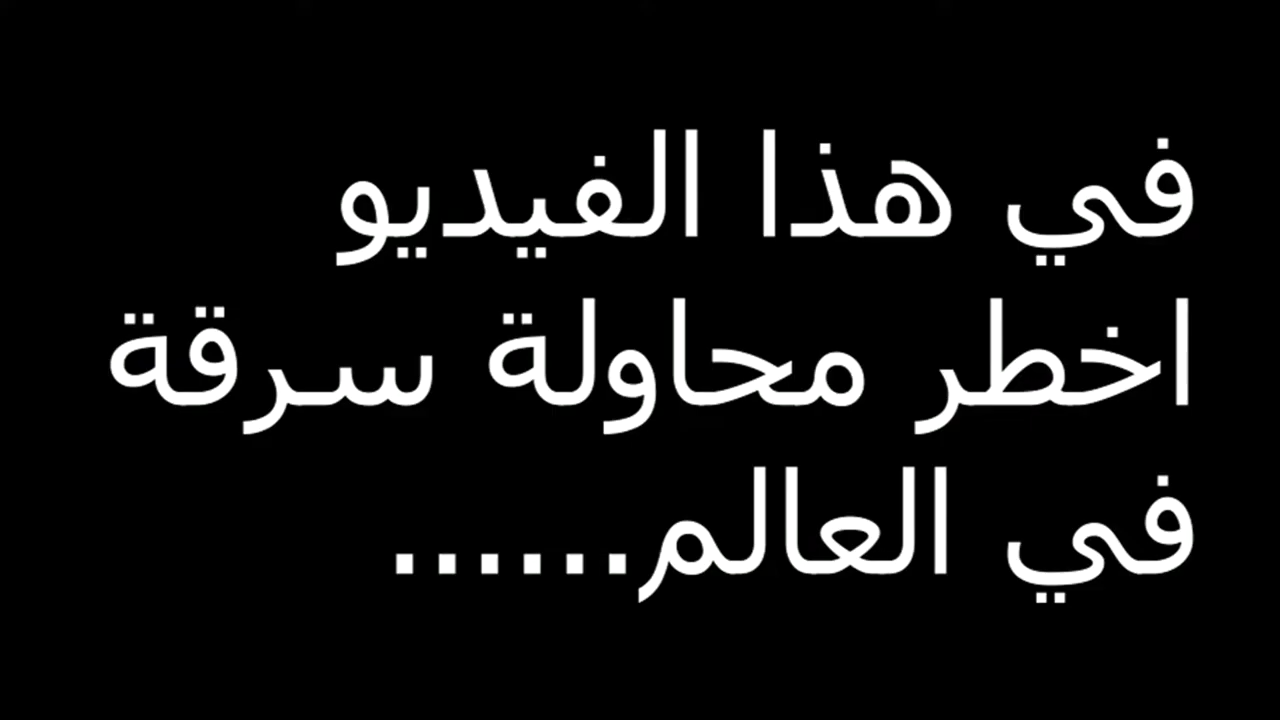 في هذا الفيديو
اخطر محاولة سرقة
في العالم......